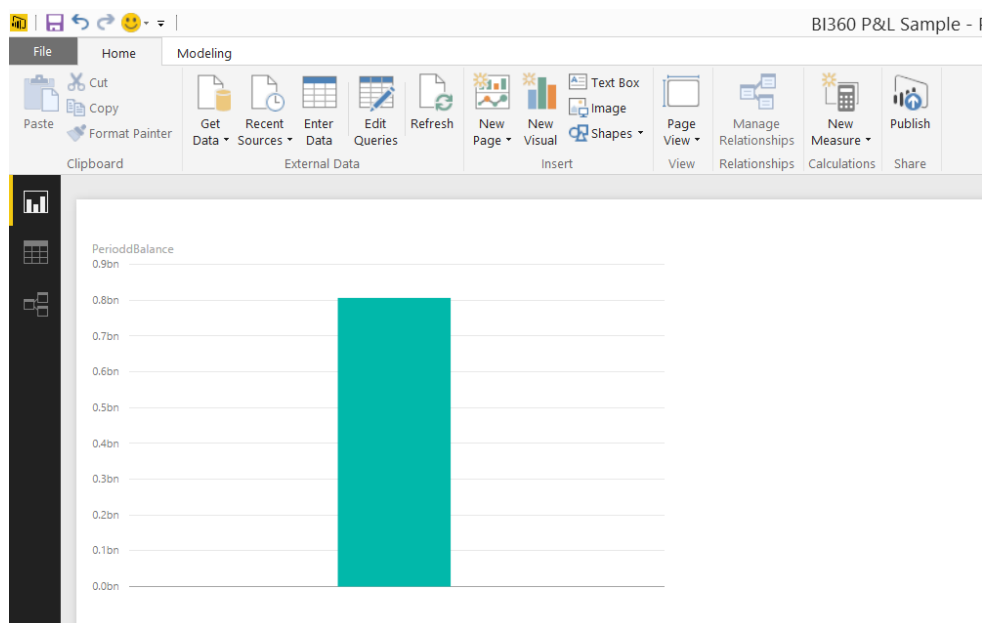 BI360 P&L Sample - P
File
Home
Modeling
Paste
Cut
Copy
Format Painter
Clipboard
Get
Data
Recent
Sources
Enter
Data
Edit
Queries
Refresh
External Data
New
Page
New
Visual
Text Box
Image
Shapes
Insert
Page
View
View
Manage
Relationships
Relationships
New
Measure
Calculations
Publish
Share
PerioddBalance
0.9bn
0.8bn
0.7bn
0.6bn
0.5bn
0.4bn
0.3bn
0.2bn
0.1bn
0.0bn